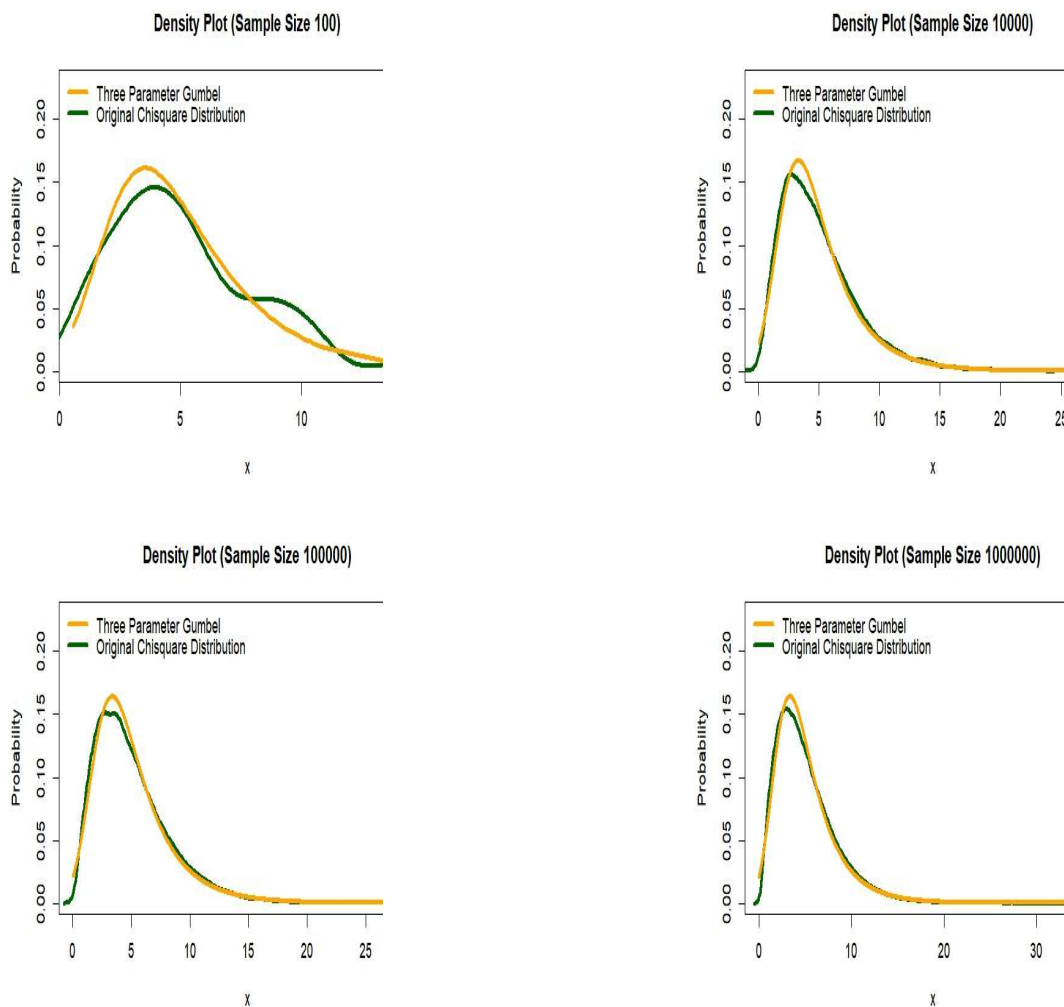 Density Plot (Sample Size 100)
Three Parameter Gumbel
Original Chisquare Distribution
Probability
0.00 0.05 0.10 0.15 0.20
0 5 10
x
Density Plot (Sample Size 10000)
Three Parameter Gumbel
Original Chisquare Distribution
Probability
0.00 0.05 0.10 0.15 0.20
0 5 10 15 20 25
x
Density Plot (Sample Size 100000)
Three Parameter Gumbel
Original Chisquare Distribution
Probability
0.00 0.05 0.10 0.15 0.20
0 5 10 15 20 25
x
Density Plot (Sample Size 1000000)
Three Parameter Gumbel
Original Chisquare Distribution
Probability
0.00 0.05 0.10 0.15 0.20
0 10 20 30
x